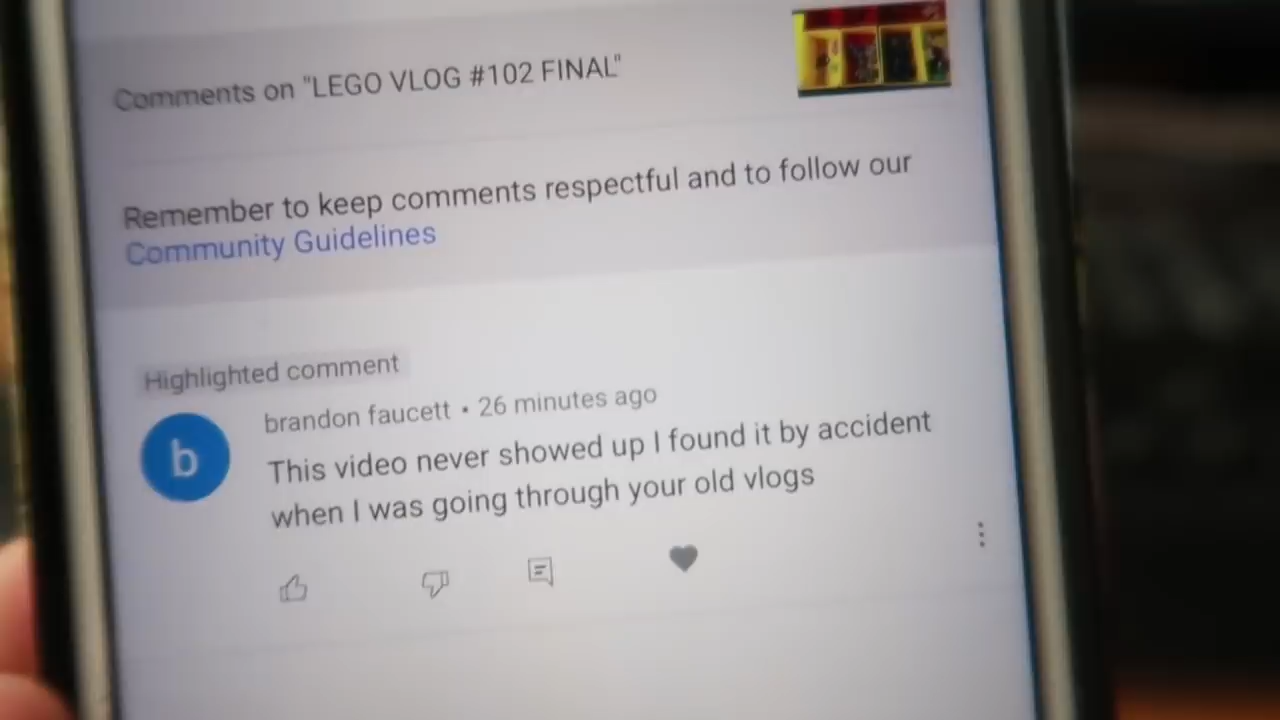 Comments on "LEGO VLOG #102 FINAL"
Remember to keep comments respectful and to follow our
Community Guidelines
Highlighted comment
b
brandon faucett • 26 minutes ago
This video never showed up I found it by accident
when I was going through your old vlogs